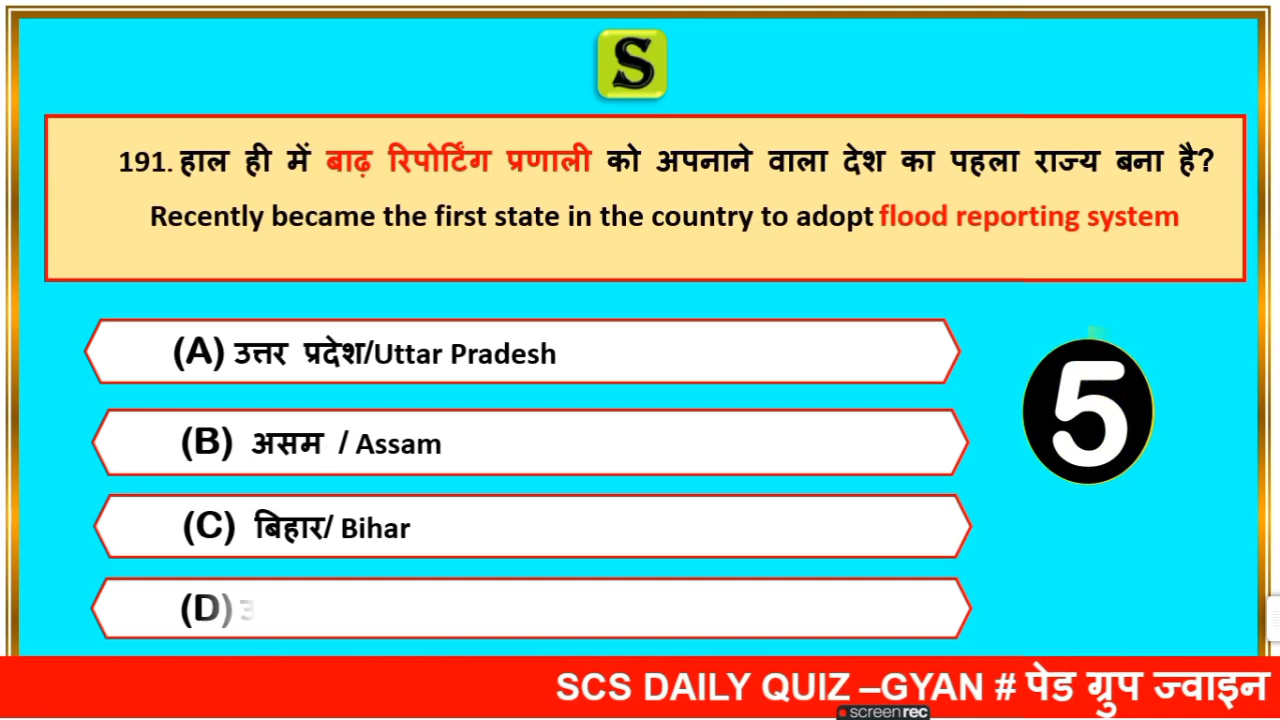 S
191. हाल ही में बाढ़ रिपोर्टिंग प्रणाली को अपनाने वाला देश का पहला राज्य बना है?
Recently became the first state in the country to adopt flood reporting system
(A) उत्तर प्रदेश/Uttar Pradesh
(B) असम / Assam
5
(C) बिहार/ Bihar
(D)
SCS DAILY QUIZ –GYAN # पेड ग्रुप ज्वाइन
screenrec